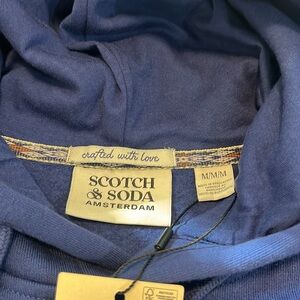 crafted with love
SCOTCH
& SODA
AMSTERDAM
M/M/M